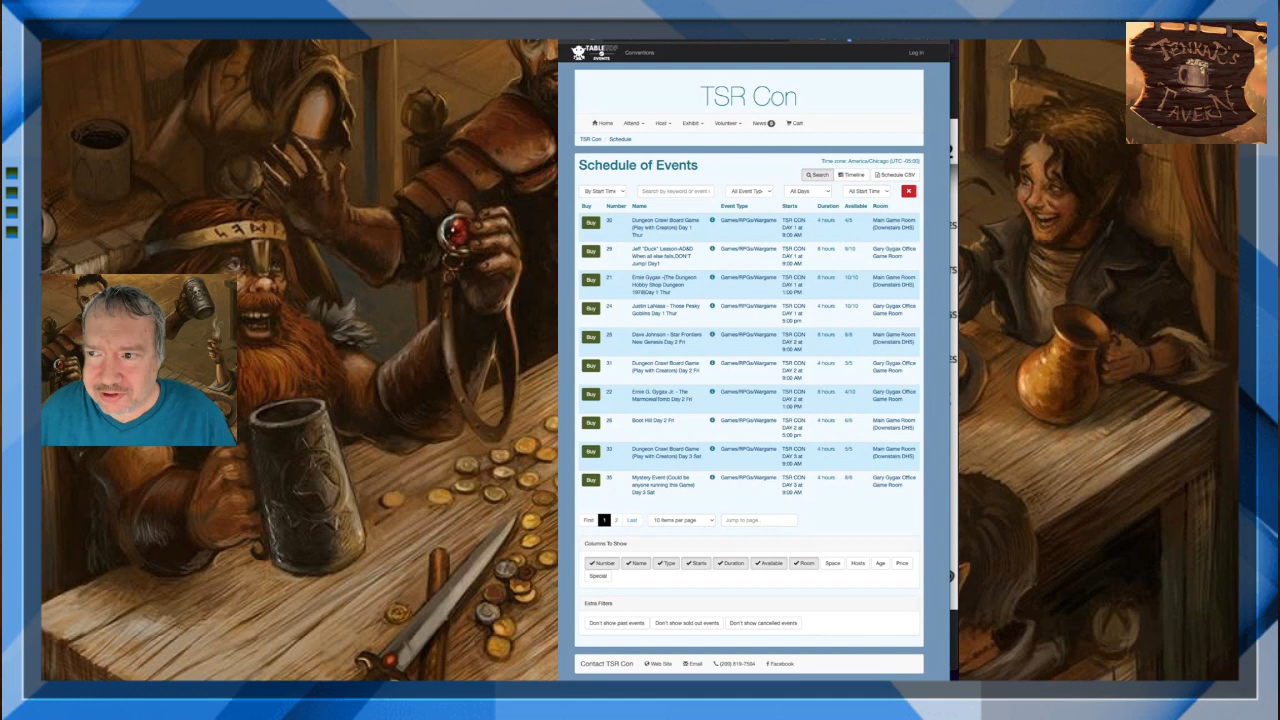 TENKAR'S
TAVERN
TABLETOP
EVENTS
Conventions
Log In
TSR Con
Home
Attend
Host
Exhibit
Volunteer
News 0
Cart
TSR Con / Schedule
Schedule of Events
Time zone: America/Chicago (UTC -05:00)
Search
Timeline
Schedule CSV
By Start Time
Search by keyword or event
All Event Typ
All Days
All Start Time
Buy Number Name Event Type Starts Duration Available Room
Buy 30 Dungeon Crawl Board Game Games/RPGs/Wargame TSR CON 4 hours 4/5 Main Game Room
(Play with Creators) Day 1 DAY 1 at (Downstairs DHS)
Thur 9:00 AM
Buy 29 Jeff "Duck" Leason-AD&D Games/RPGs/Wargame TSR CON 8 hours 9/10 Gary Gygax Office
When all else fails,DON'T DAY 1 at Game Room
Jump! Day1 9:00 AM
Buy 21 Ernie Gygax -(The Dungeon Games/RPGs/Wargame TSR CON 8 hours 10/10 Main Game Room
Hobby Shop Dungeon DAY 1 at (Downstairs DHS)
1978)Day 1 Thur 1:00 PM
Buy 24 Justin LaNasa - Those Pesky Games/RPGs/Wargame TSR CON 4 hours 10/10 Gary Gygax Office
Goblins Day 1 Thur DAY 1 at Game Room
5:00 pm
Buy 25 Dave Johnson - Star Frontiers Games/RPGs/Wargame TSR CON 8 hours 8/8 Main Game Room
New Genesis Day 2 Fri DAY 2 at (Downstairs DHS)
9:00 AM
Buy 31 Dungeon Crawl Board Game Games/RPGs/Wargame TSR CON 4 hours 3/5 Gary Gygax Office
(Play with Creators) Day 2 Fri DAY 2 at Game Room
9:00 AM
Buy 22 Ernie G. Gygax Jr. - The Games/RPGs/Wargame TSR CON 8 hours 4/10 Gary Gygax Office
MarmorealTomb Day 2 Fri DAY 2 at Game Room
1:00 PM
Buy 26 Boot Hill Day 2 Fri Games/RPGs/Wargame TSR CON 4 hours 6/6 Main Game Room
DAY 2 at (Downstairs DHS)
5:00 pm
Buy 33 Dungeon Crawl Board Game Games/RPGs/Wargame TSR CON 4 hours 5/5 Main Game Room
(Play with Creators) Day 3 Sat DAY 3 at (Downstairs DHS)
9:00 AM
Buy 35 Mystery Event (Could be Games/RPGs/Wargame TSR CON 4 hours 8/8 Gary Gygax Office
anyone running this Game) DAY 3 at Game Room
Day 3 Sat 9:00 AM
First 1 2 Last
10 items per page
Jump to page
Columns To Show
Number Name Type Starts Duration Available Room Space Hosts Age Price
Special
Extra Filters
Don't show past events
Don't show sold out events
Don't show cancelled events
Contact TSR Con
Web Site
Email
(209) 819-7594
Facebook